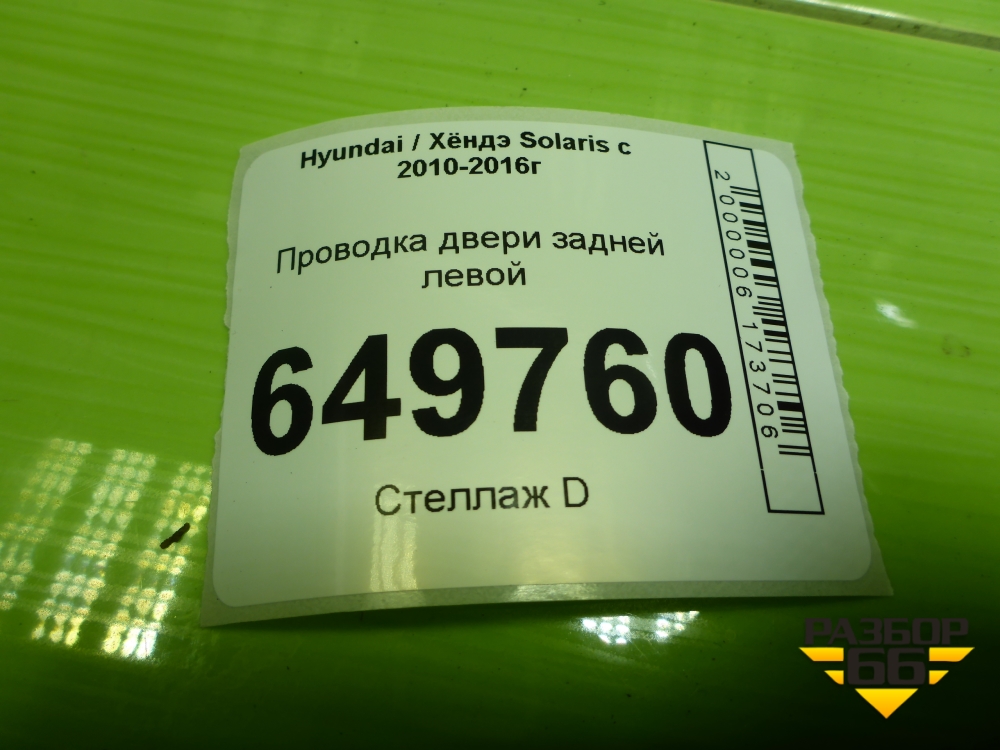 Hyundai / Хёндэ Solaris с
2010-2016г
Проводка двери задней
левой
649760
Стеллаж D
2000006173706
РАЗБОР
66